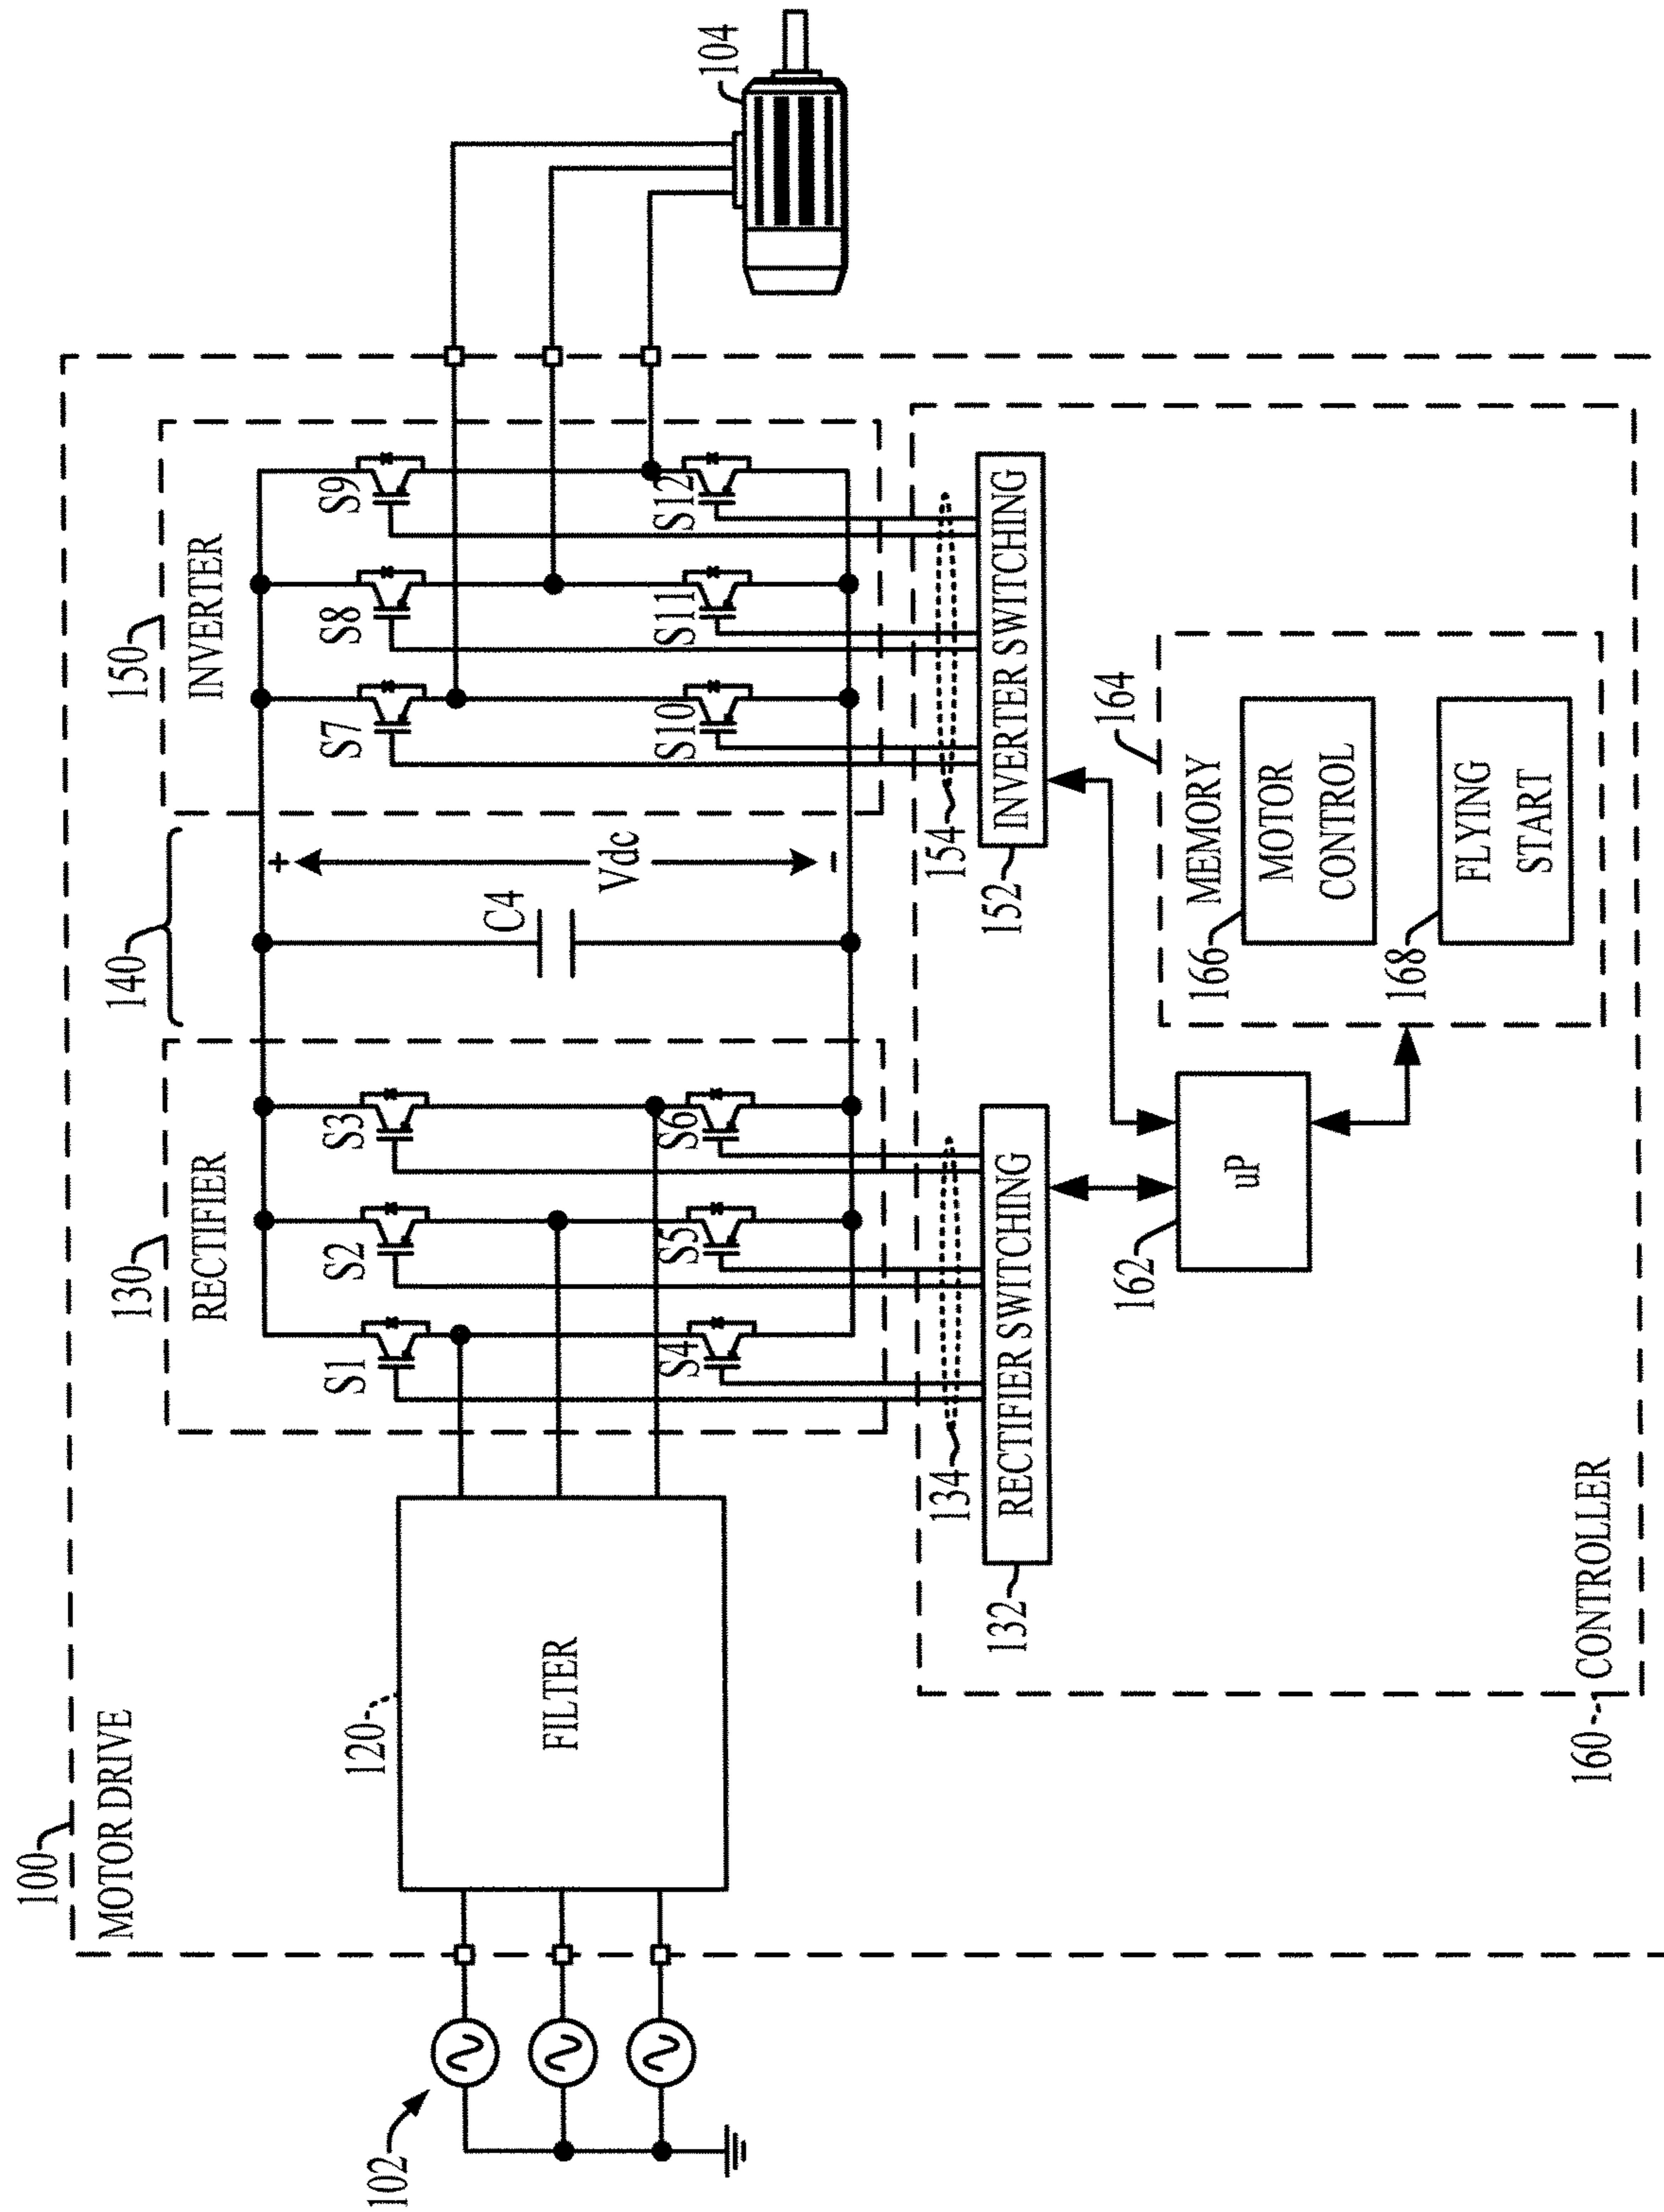 100
MOTOR DRIVE
102
120
FILTER
130
RECTIFIER
S1
S2
S3
S4
S5
S6
140
C4
+
Vdc
-
150
INVERTER
S7
S8
S9
S10
S11
S12
104
134
RECTIFIER SWITCHING
132
154
INVERTER SWITCHING
152
162
uP
164
MEMORY
166
MOTOR
CONTROL
168
FLYING
START
160
CONTROLLER